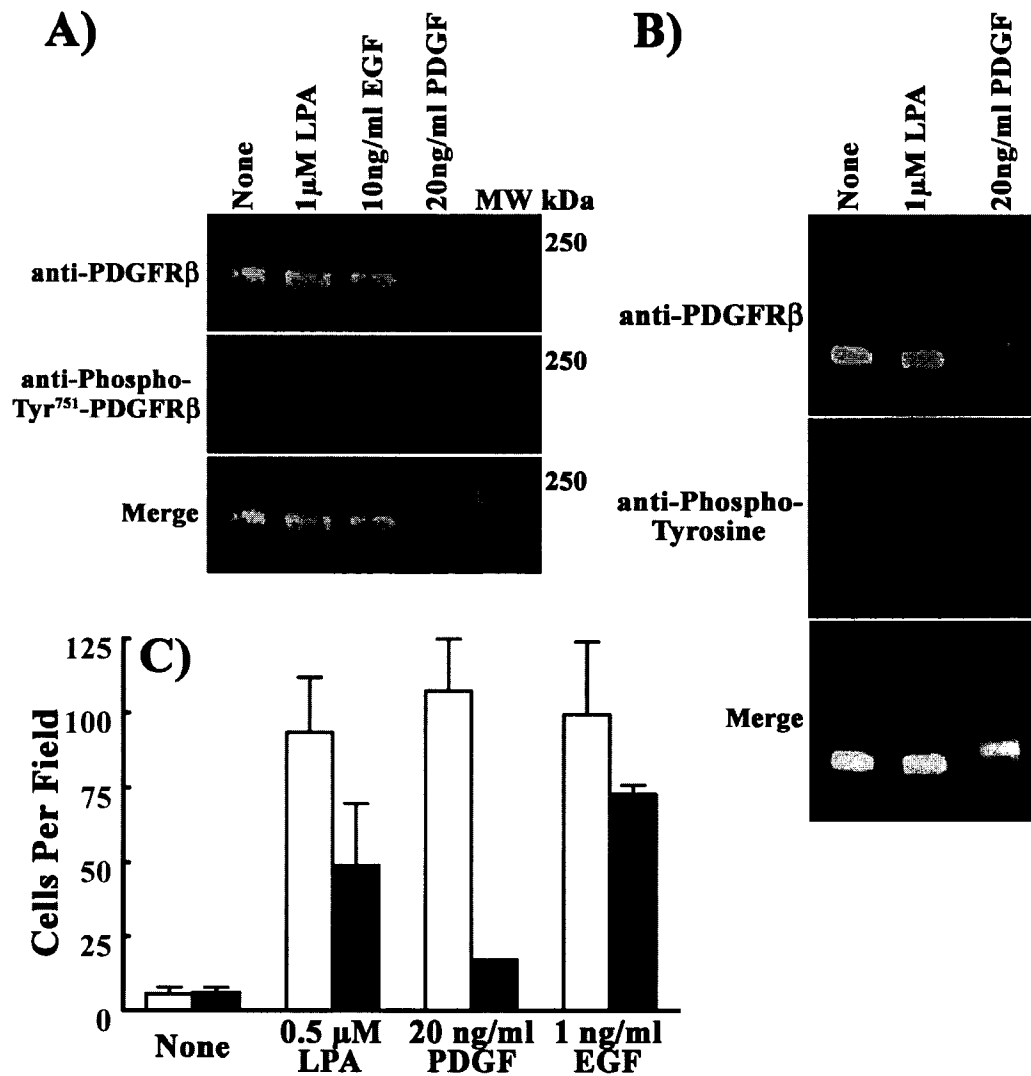 A)
None
1μM LPA
10ng/ml EGF
20ng/ml PDGF
MW kDa
anti-PDGFRβ
250
anti-Phospho-
Tyr⁷⁵¹-PDGFRβ
250
Merge
250
B)
None
1μM LPA
20ng/ml PDGF
anti-PDGFRβ
anti-Phospho-
Tyrosine
Merge
C)
Cells Per Field
125
100
75
50
25
0
None
0.5 μM
LPA
20 ng/ml
PDGF
1 ng/ml
EGF